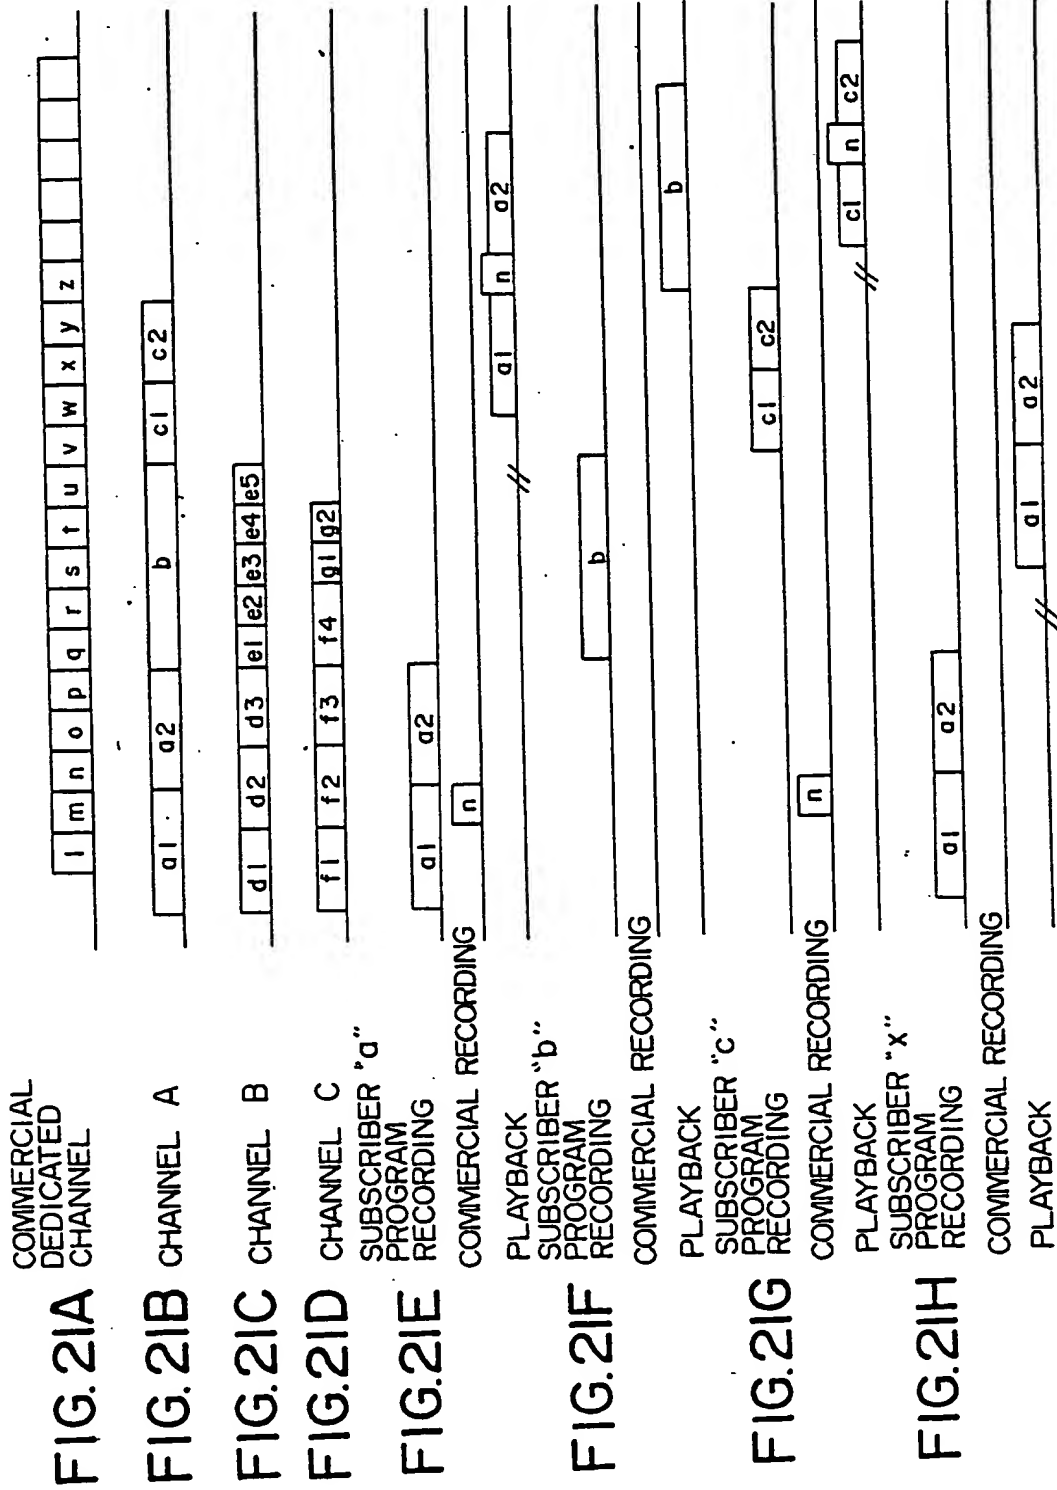 FIG.21A COMMERCIAL
DEDICATED
CHANNEL
l m n o p q r s t u v w x y z
FIG.21B CHANNEL A
a1 a2 b c1 c2
FIG.21C CHANNEL B
d1 d2 d3 e1 e2 e3 e4 e5
FIG.21D CHANNEL C
f1 f2 f3 f4 g1 g2
FIG.21E SUBSCRIBER "a"
PROGRAM
RECORDING
a1 a2
COMMERCIAL RECORDING
n
PLAYBACK
a1 n a2
FIG.21F SUBSCRIBER "b"
PROGRAM
RECORDING
b
COMMERCIAL RECORDING
PLAYBACK
b
FIG.21G SUBSCRIBER "c"
PROGRAM
RECORDING
c1 c2
COMMERCIAL RECORDING
n
PLAYBACK
c1 n c2
FIG.21H SUBSCRIBER "x"
PROGRAM
RECORDING
a1 a2
COMMERCIAL RECORDING
PLAYBACK
a1 a2